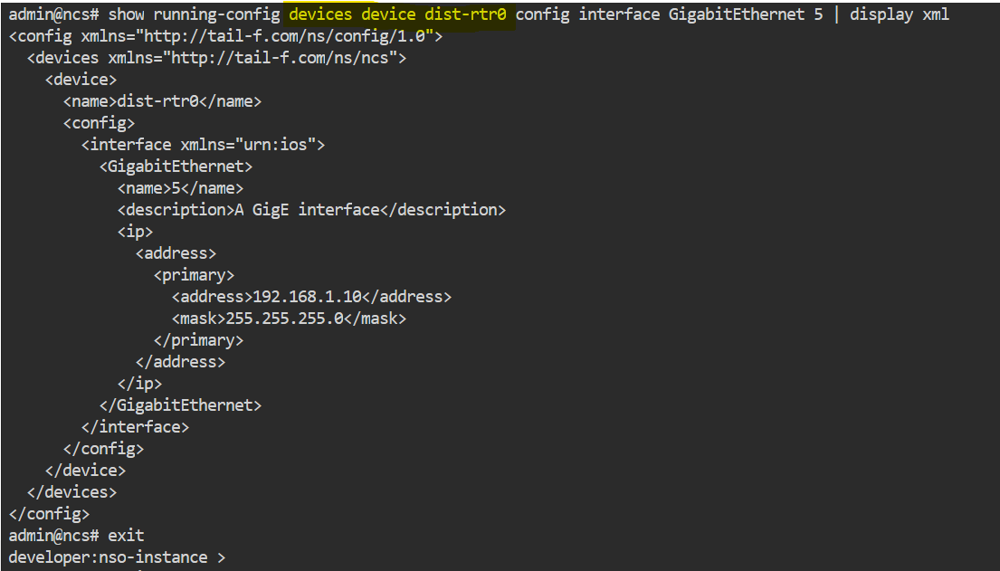 admin@ncs# show running-config devices device dist-rtr0 config interface GigabitEthernet 5 | display xml
<config xmlns="http://tail-f.com/ns/config/1.0">
  <devices xmlns="http://tail-f.com/ns/ncs">
    <device>
      <name>dist-rtr0</name>
      <config>
        <interface xmlns="urn:ios">
          <GigabitEthernet>
            <name>5</name>
            <description>A GigE interface</description>
            <ip>
              <address>
                <primary>
                  <address>192.168.1.10</address>
                  <mask>255.255.255.0</mask>
                </primary>
              </address>
            </ip>
          </GigabitEthernet>
        </interface>
      </config>
    </device>
  </devices>
</config>
admin@ncs# exit
developer:nso-instance >